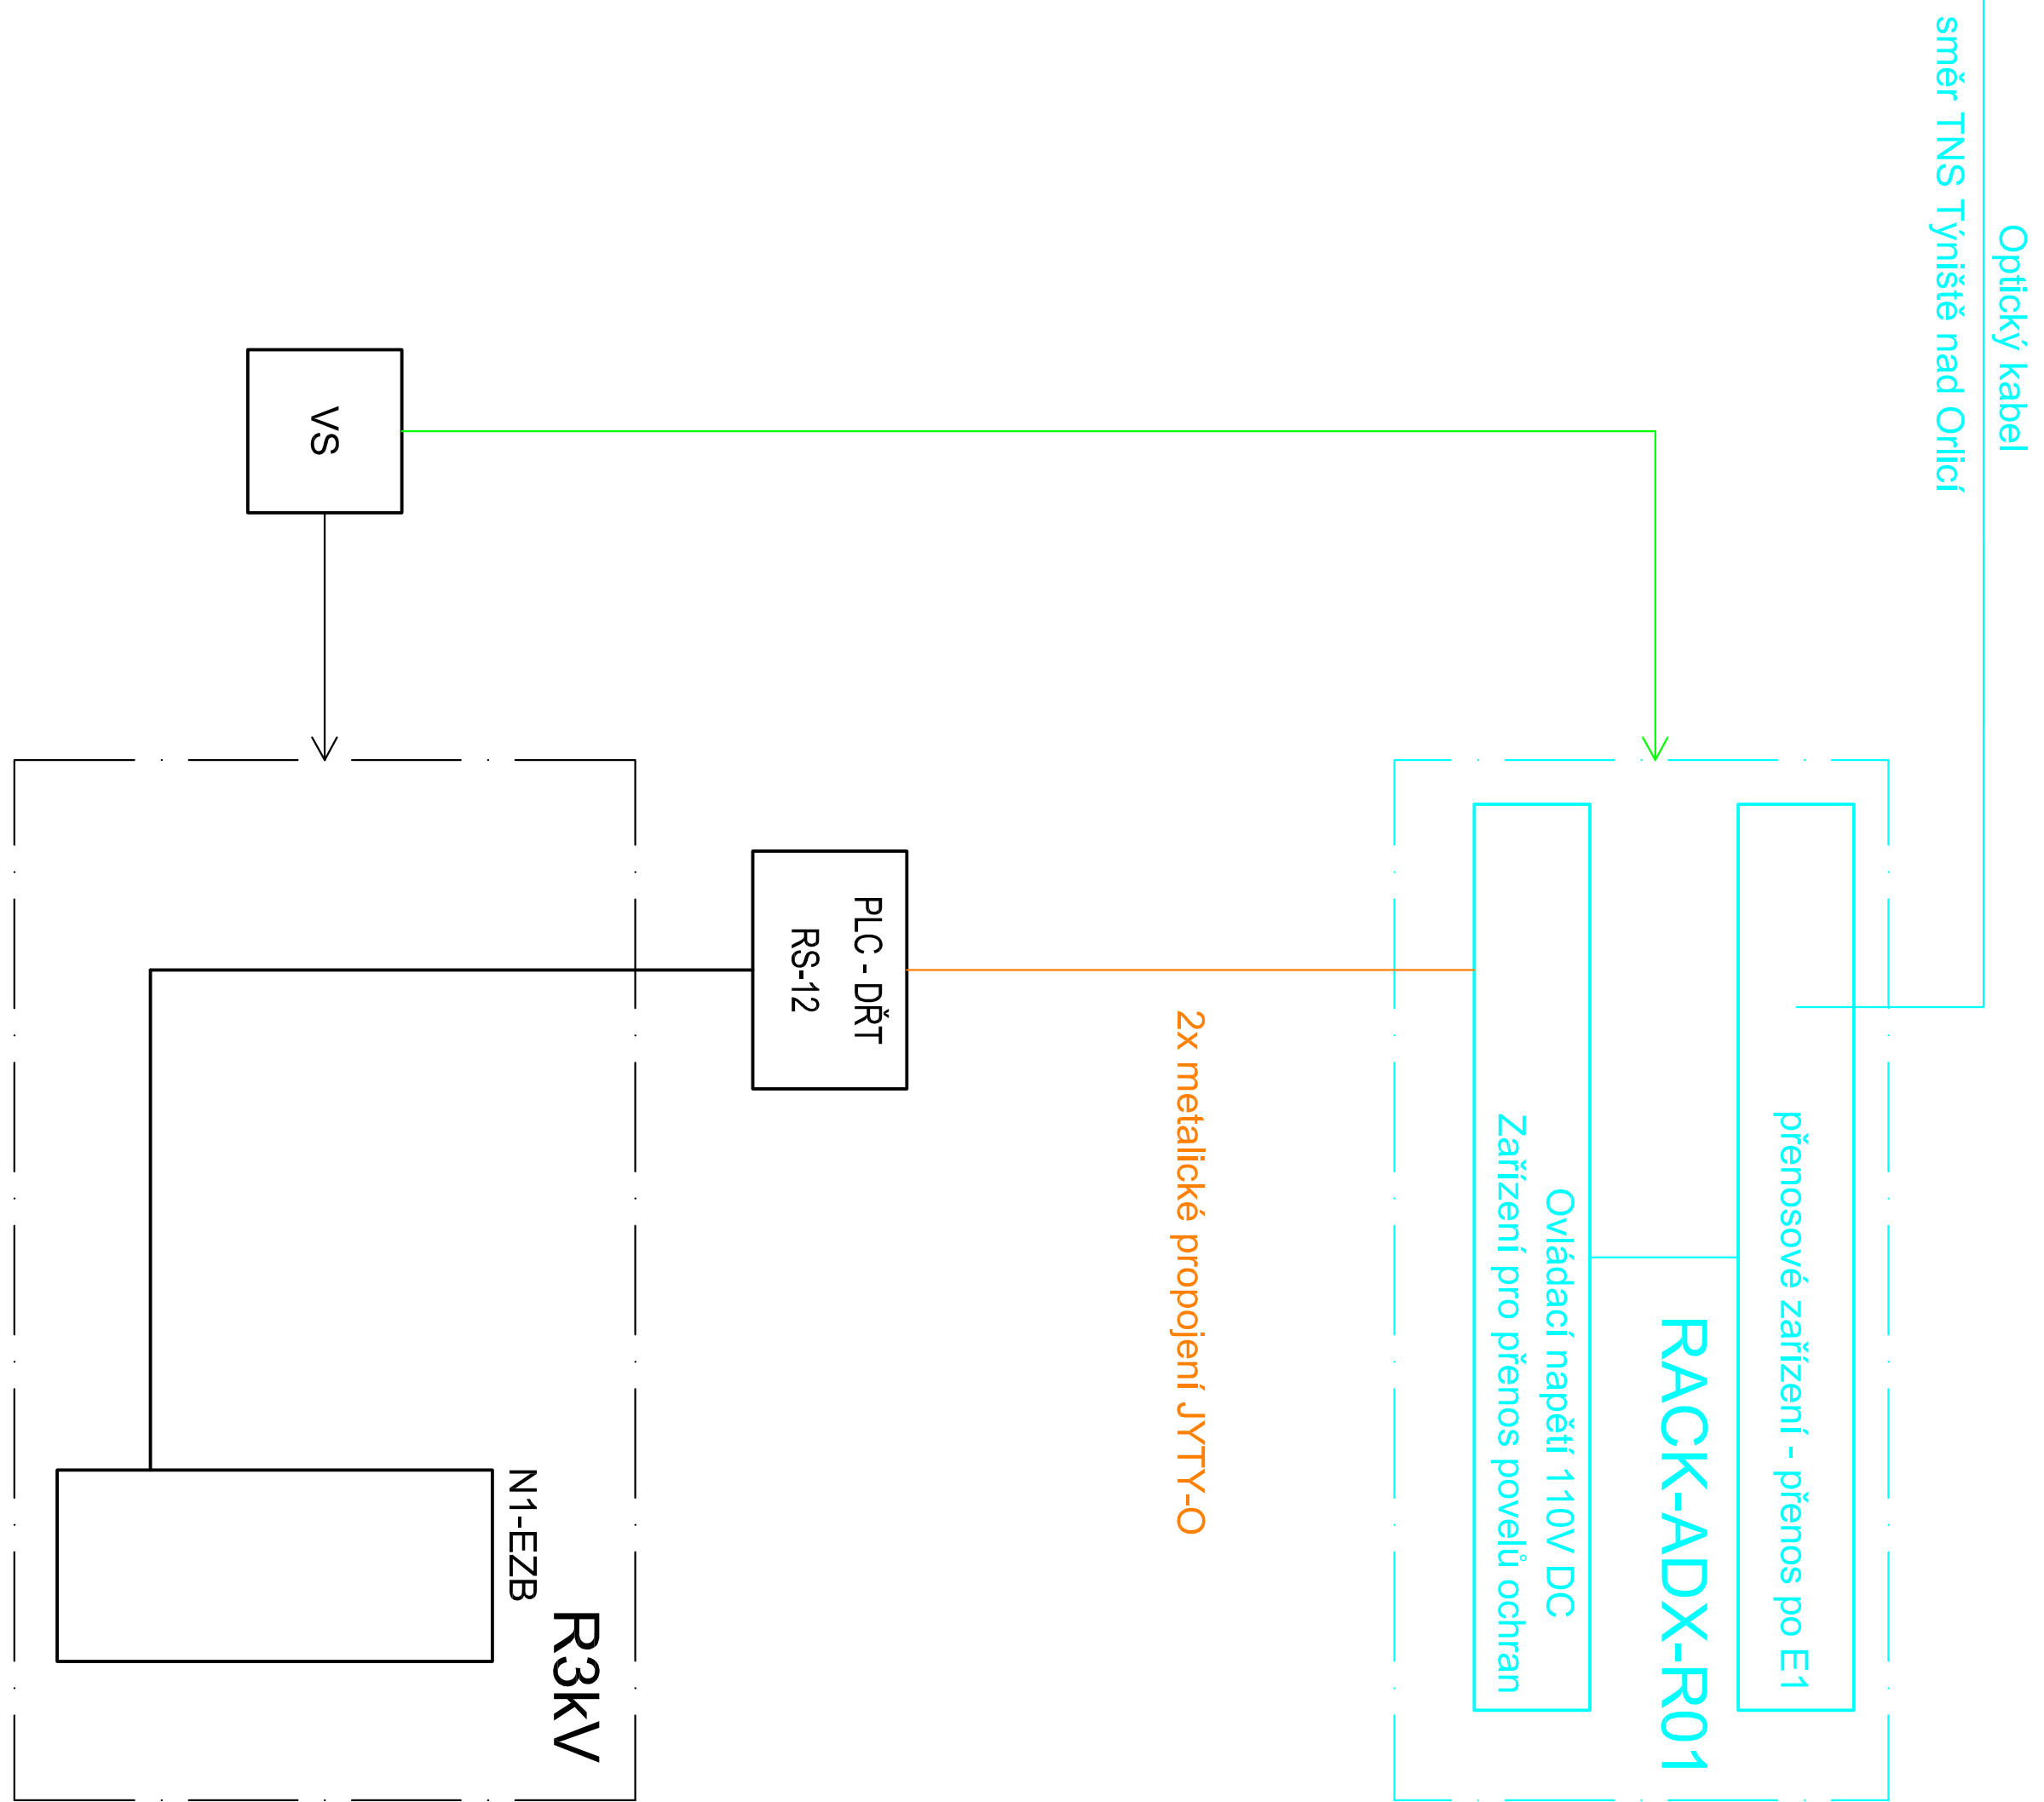 Optický kabel
směr TNS Týniště nad Orlicí
přenosové zařízení - přenos po E1
RACK-ADX-R01
Ovládací napětí 110V DC
Zařízení pro přenos povelů ochran
2x metalické propojení JYTY-O
PLC - DŘT
RS-12
VS
R3kV
N1-EZB